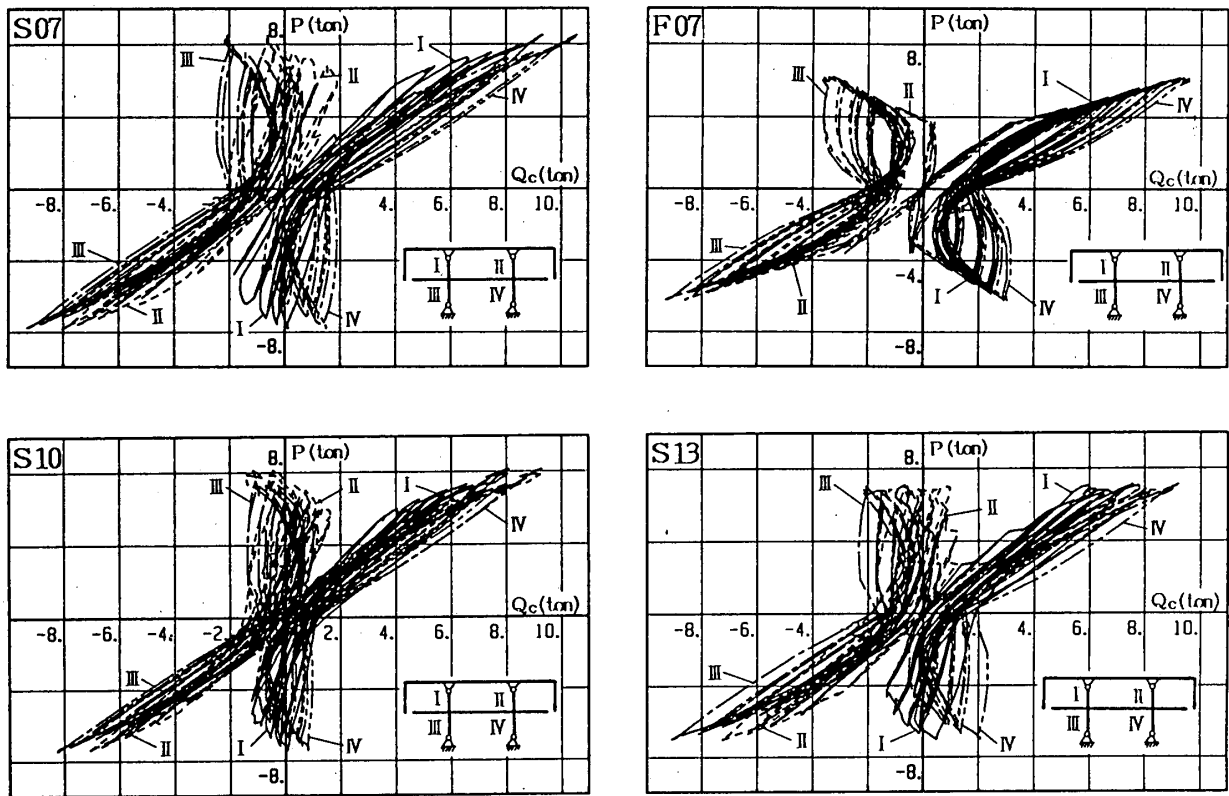 S07
P (ton)
8.
III
I
II
IV
Qc (ton)
-8.
-6.
-4.
-2.
2.
4.
6.
8.
10.
III
II
I
IV
-8.
I
II
III
IV
F07
P (ton)
8.
III
II
I
IV
Qc (ton)
-8.
-6.
-4.
4.
6.
8.
10.
III
II
-4.
I
IV
-8.
I
II
III
IV
S10
P (ton)
8.
III
II
I
IV
Qc (ton)
-8.
-6.
-4.
-2.
2.
4.
6.
8.
10.
III
II
I
IV
-8.
I
II
III
IV
S13
P (ton)
8.
III
II
I
IV
Qc (ton)
-8.
-6.
-4.
4.
6.
8.
10.
III
II
I
IV
-8.
I
II
III
IV